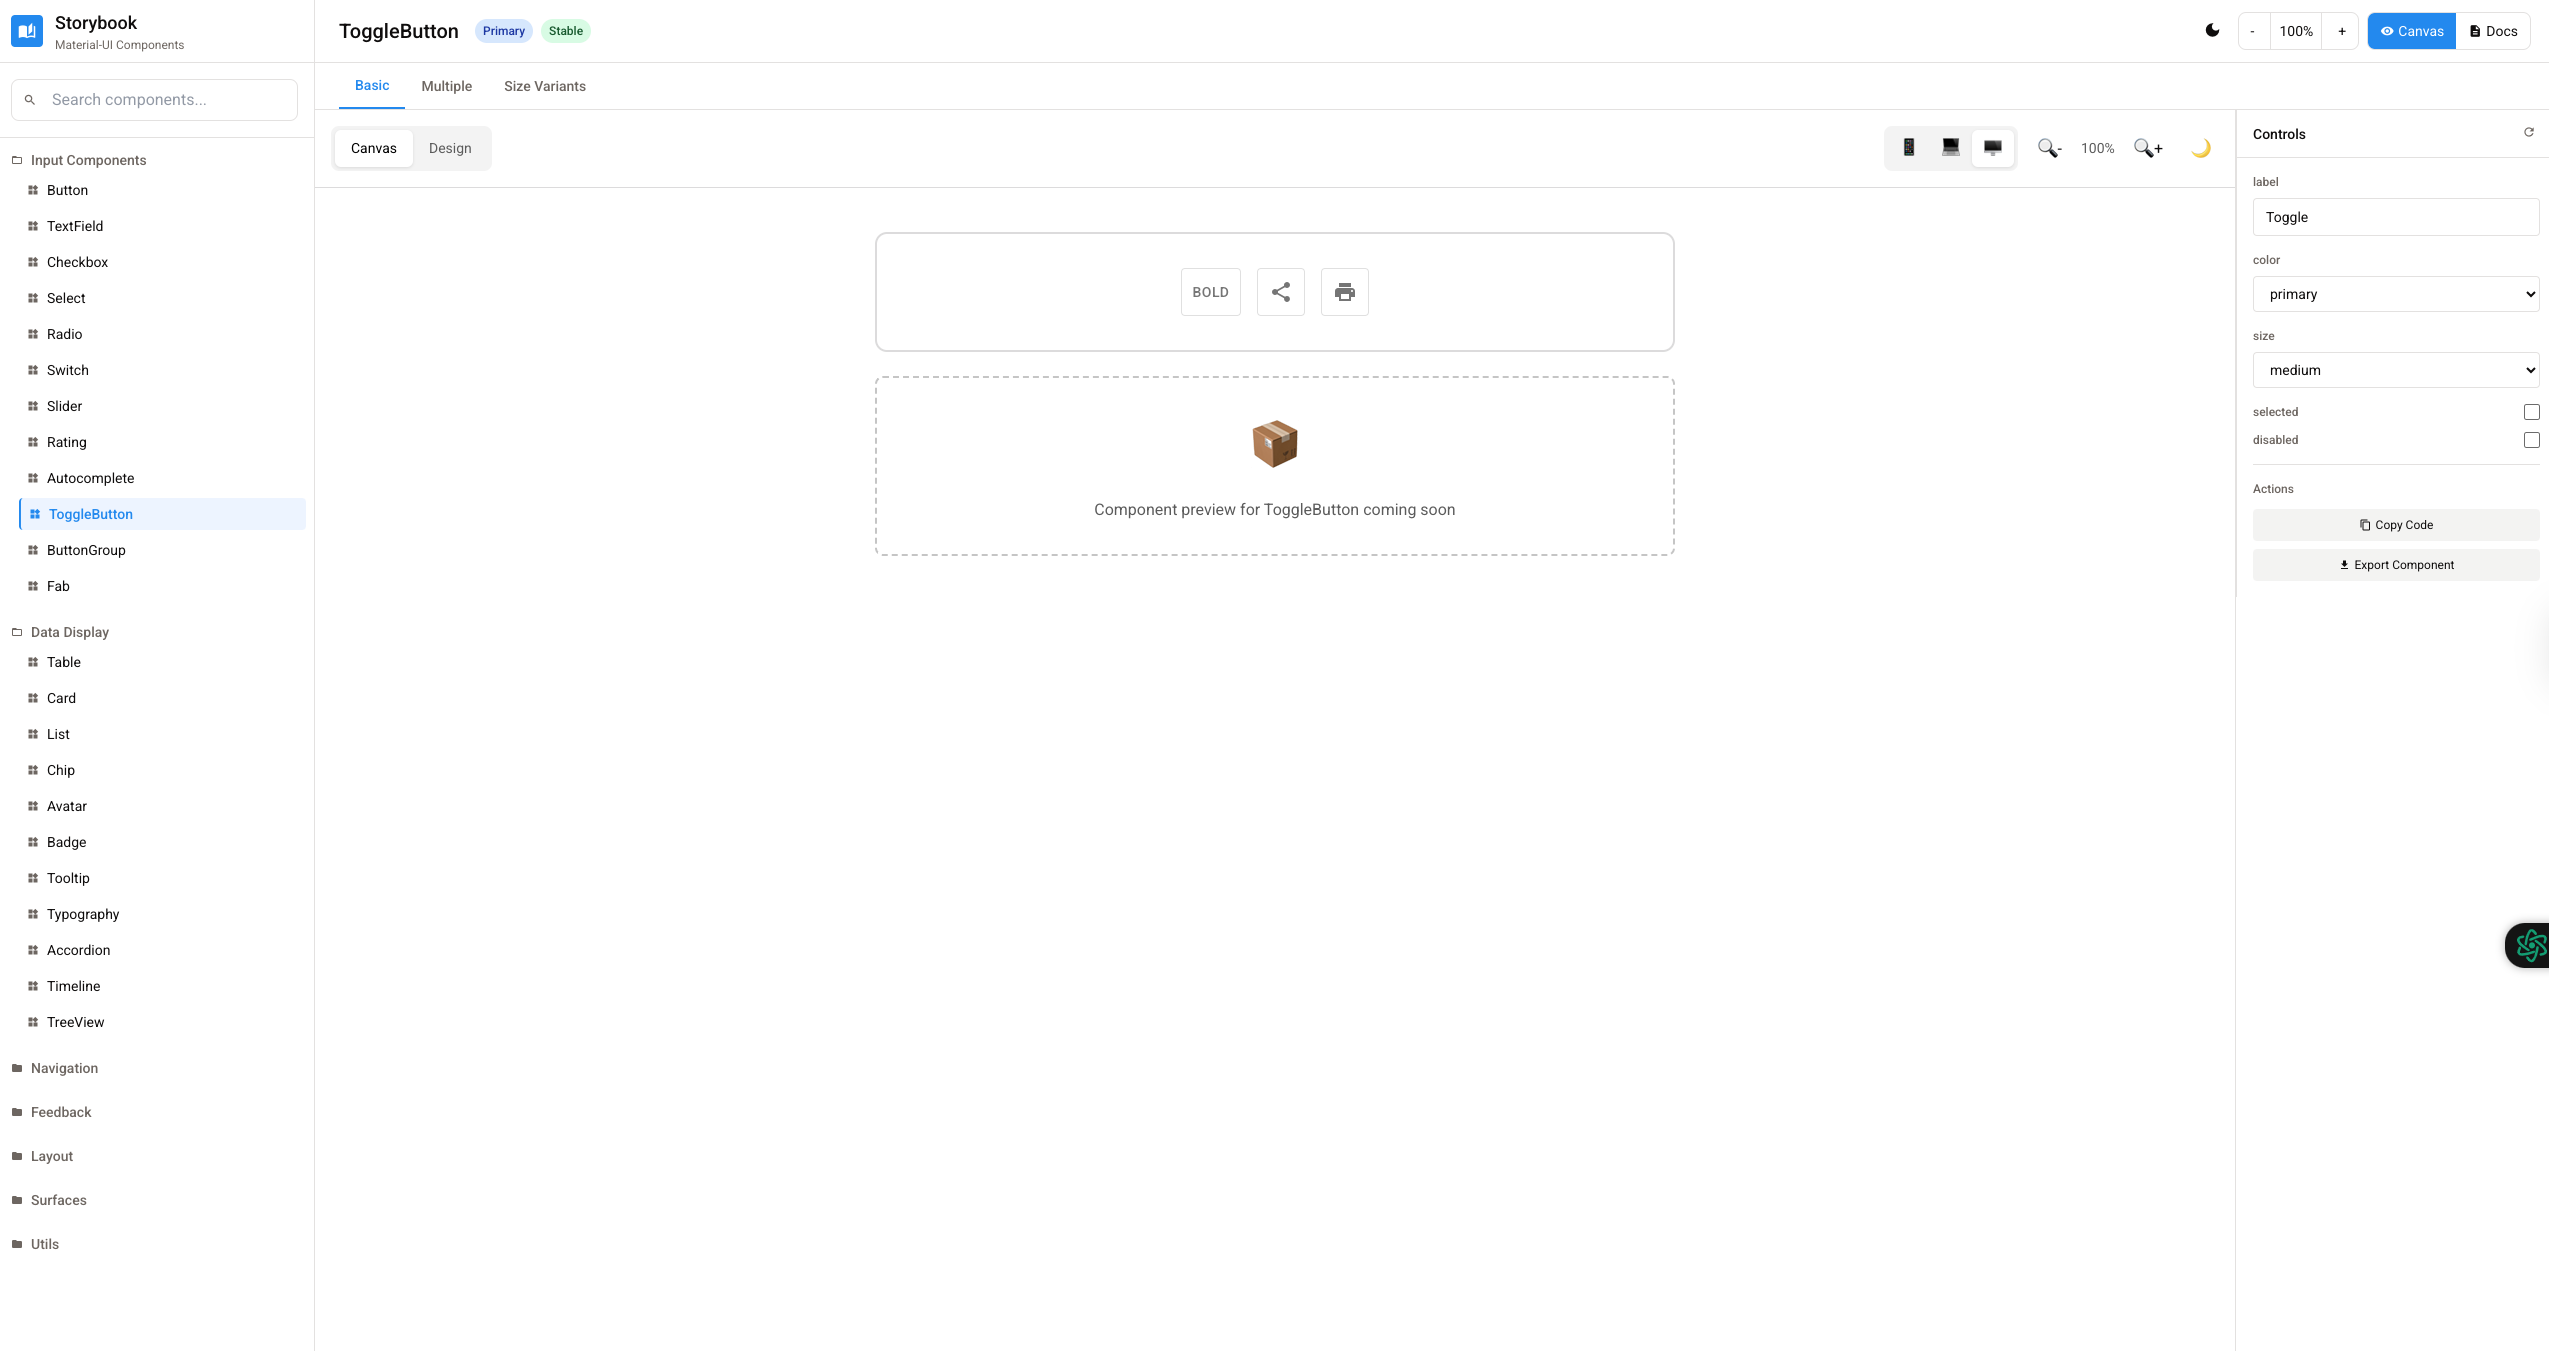 Storybook
Material-UI Components
Search components...
Input Components
Button
TextField
Checkbox
Select
Radio
Switch
Slider
Rating
Autocomplete
ToggleButton
ButtonGroup
Fab
Data Display
Table
Card
List
Chip
Avatar
Badge
Tooltip
Typography
Accordion
Timeline
TreeView
Navigation
Feedback
Layout
Surfaces
Utils
ToggleButton Primary Stable
- 100% + Canvas Docs
Basic Multiple Size Variants
Canvas Design
- 100% +
BOLD
Component preview for ToggleButton coming soon
Controls
label
Toggle
color
primary
size
medium
selected
disabled
Actions
Copy Code
Export Component